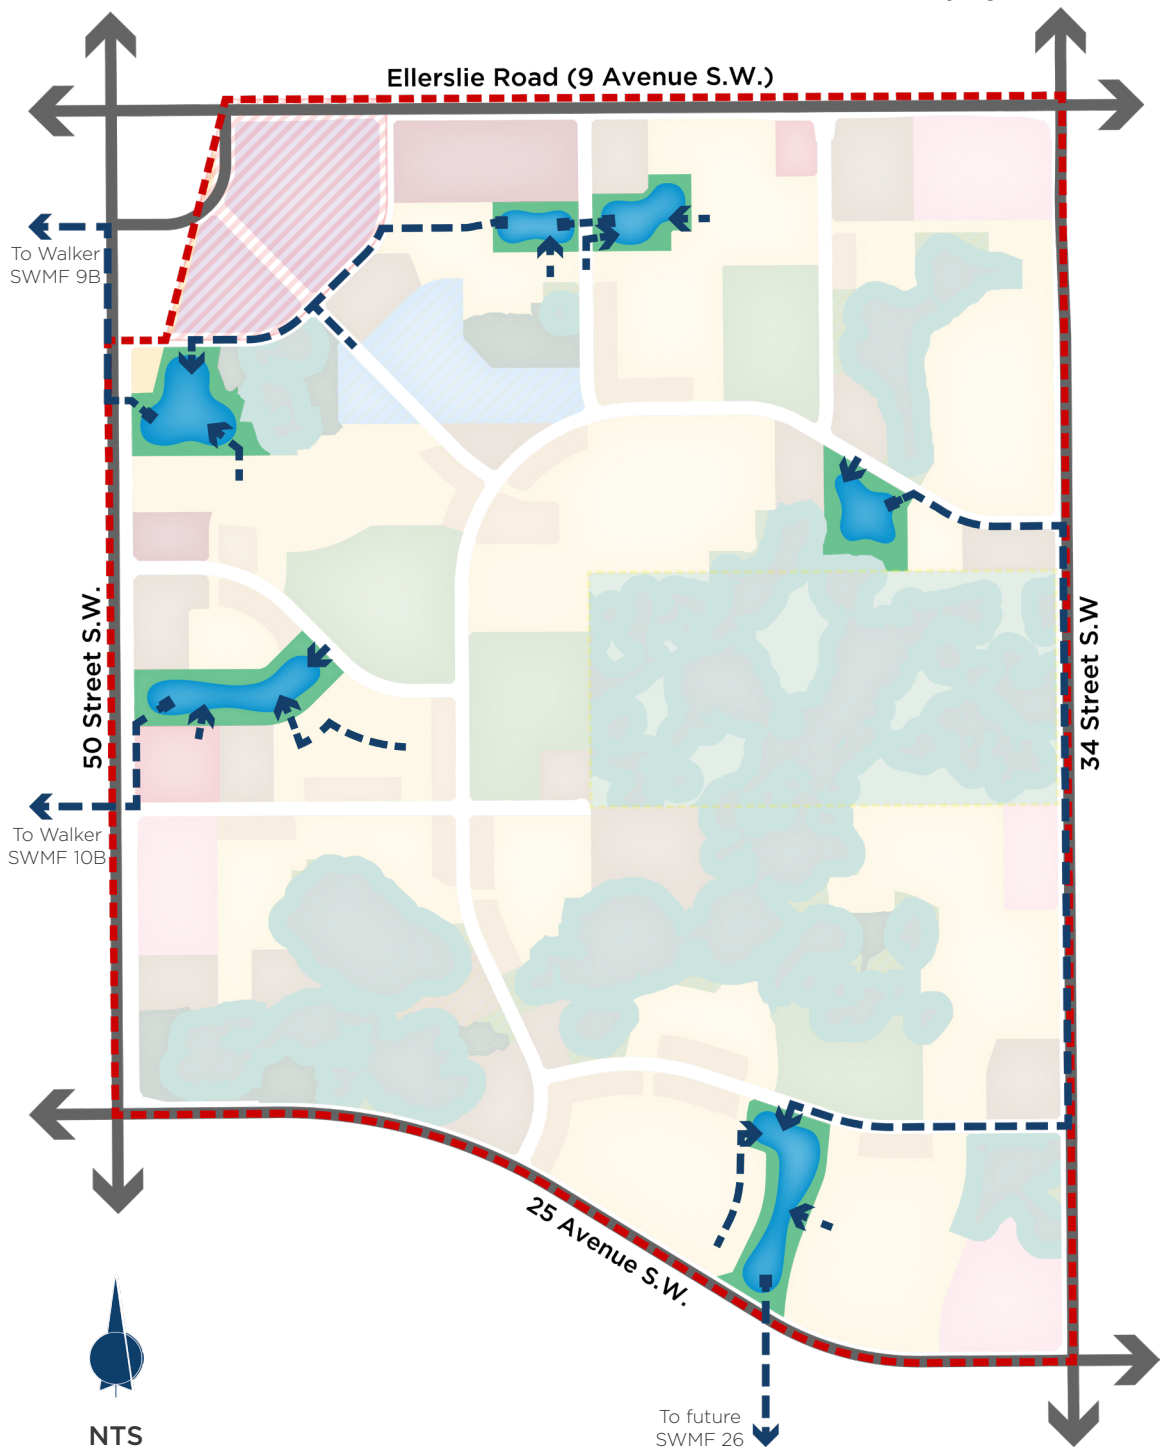 Ellerslie Road (9 Avenue S.W.)
To Walker
SWMF 9B
50 Street S.W.
34 Street S.W
To Walker
SWMF 10B
25 Avenue S.W.
NTS
To future
SWMF 26